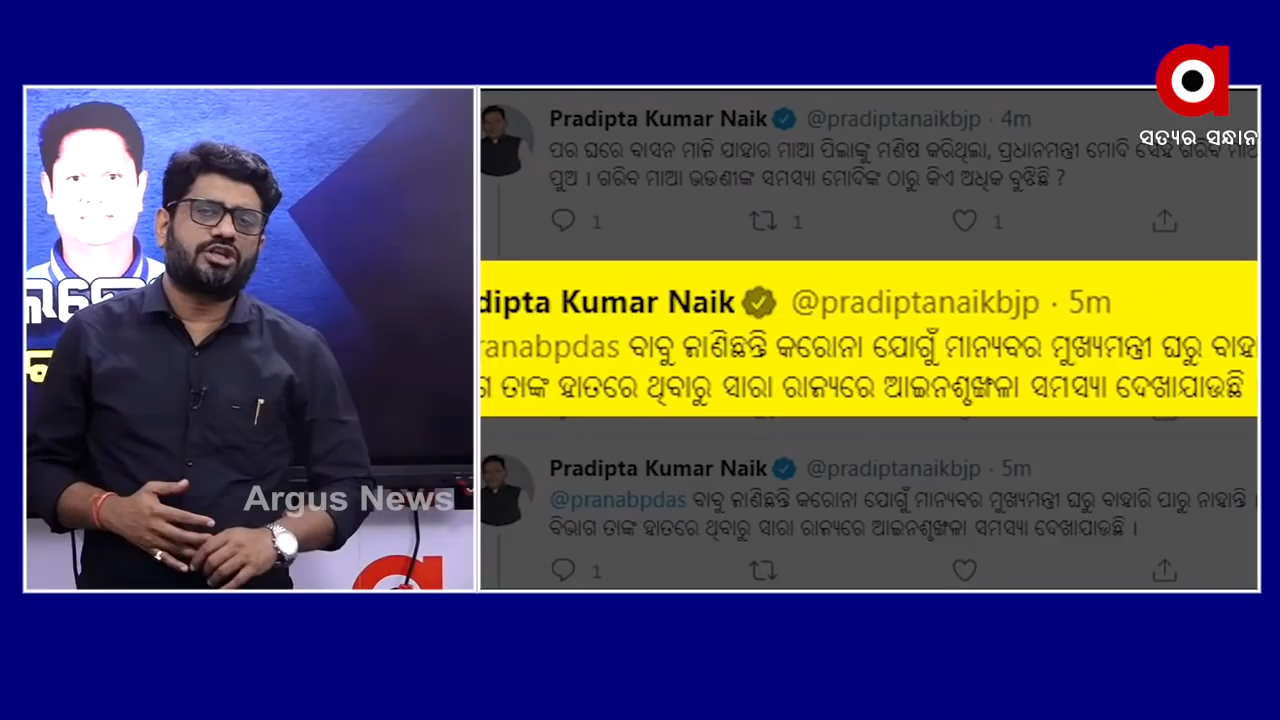 ସତ୍ୟର ସନ୍ଧାନ
Pradipta Kumar Naik @pradiptanaikbjp · 4m
ପର ଘରେ ବାସନ ମାଜି ଯାହାର ମାଆ ପିଲାଙ୍କୁ ମଣିଷ କରିଥିଲା, ପ୍ରଧାନମନ୍ତ୍ରୀ ମୋଦି ସେହି ଗରିବ
ପୁଅ । ଗରିବ ମାଆ ଭଉଣୀଙ୍କ ସମସ୍ୟା ମୋଦିଙ୍କ ଠାରୁ କିଏ ଅଧିକ ବୁଝିଛି ?
1 1 1
dipta Kumar Naik @pradiptanaikbjp · 5m
ranabpdas ବାବୁ ଜାଣିଛନ୍ତି କରୋନା ଯୋଗୁଁ ମାନ୍ୟବର ମୁଖ୍ୟମନ୍ତ୍ରୀ ଘରୁ ବାହା
ଗ ତାଙ୍କ ହାତରେ ଥିବାରୁ ସାରା ରାଜ୍ୟରେ ଆଇନଶୃଙ୍ଖଳା ସମସ୍ୟା ଦେଖାଯାଉଛି
Pradipta Kumar Naik @pradiptanaikbjp · 5m
@pranabpdas ବାବୁ ଜାଣିଛନ୍ତି କରୋନା ଯୋଗୁଁ ମାନ୍ୟବର ମୁଖ୍ୟମନ୍ତ୍ରୀ ଘରୁ ବାହାରି ପାରୁ ନାହାନ୍ତି ।
ବିଭାଗ ତାଙ୍କ ହାତରେ ଥିବାରୁ ସାରା ରାଜ୍ୟରେ ଆଇନଶୃଙ୍ଖଳା ସମସ୍ୟା ଦେଖାଯାଉଛି ।
1
Argus News